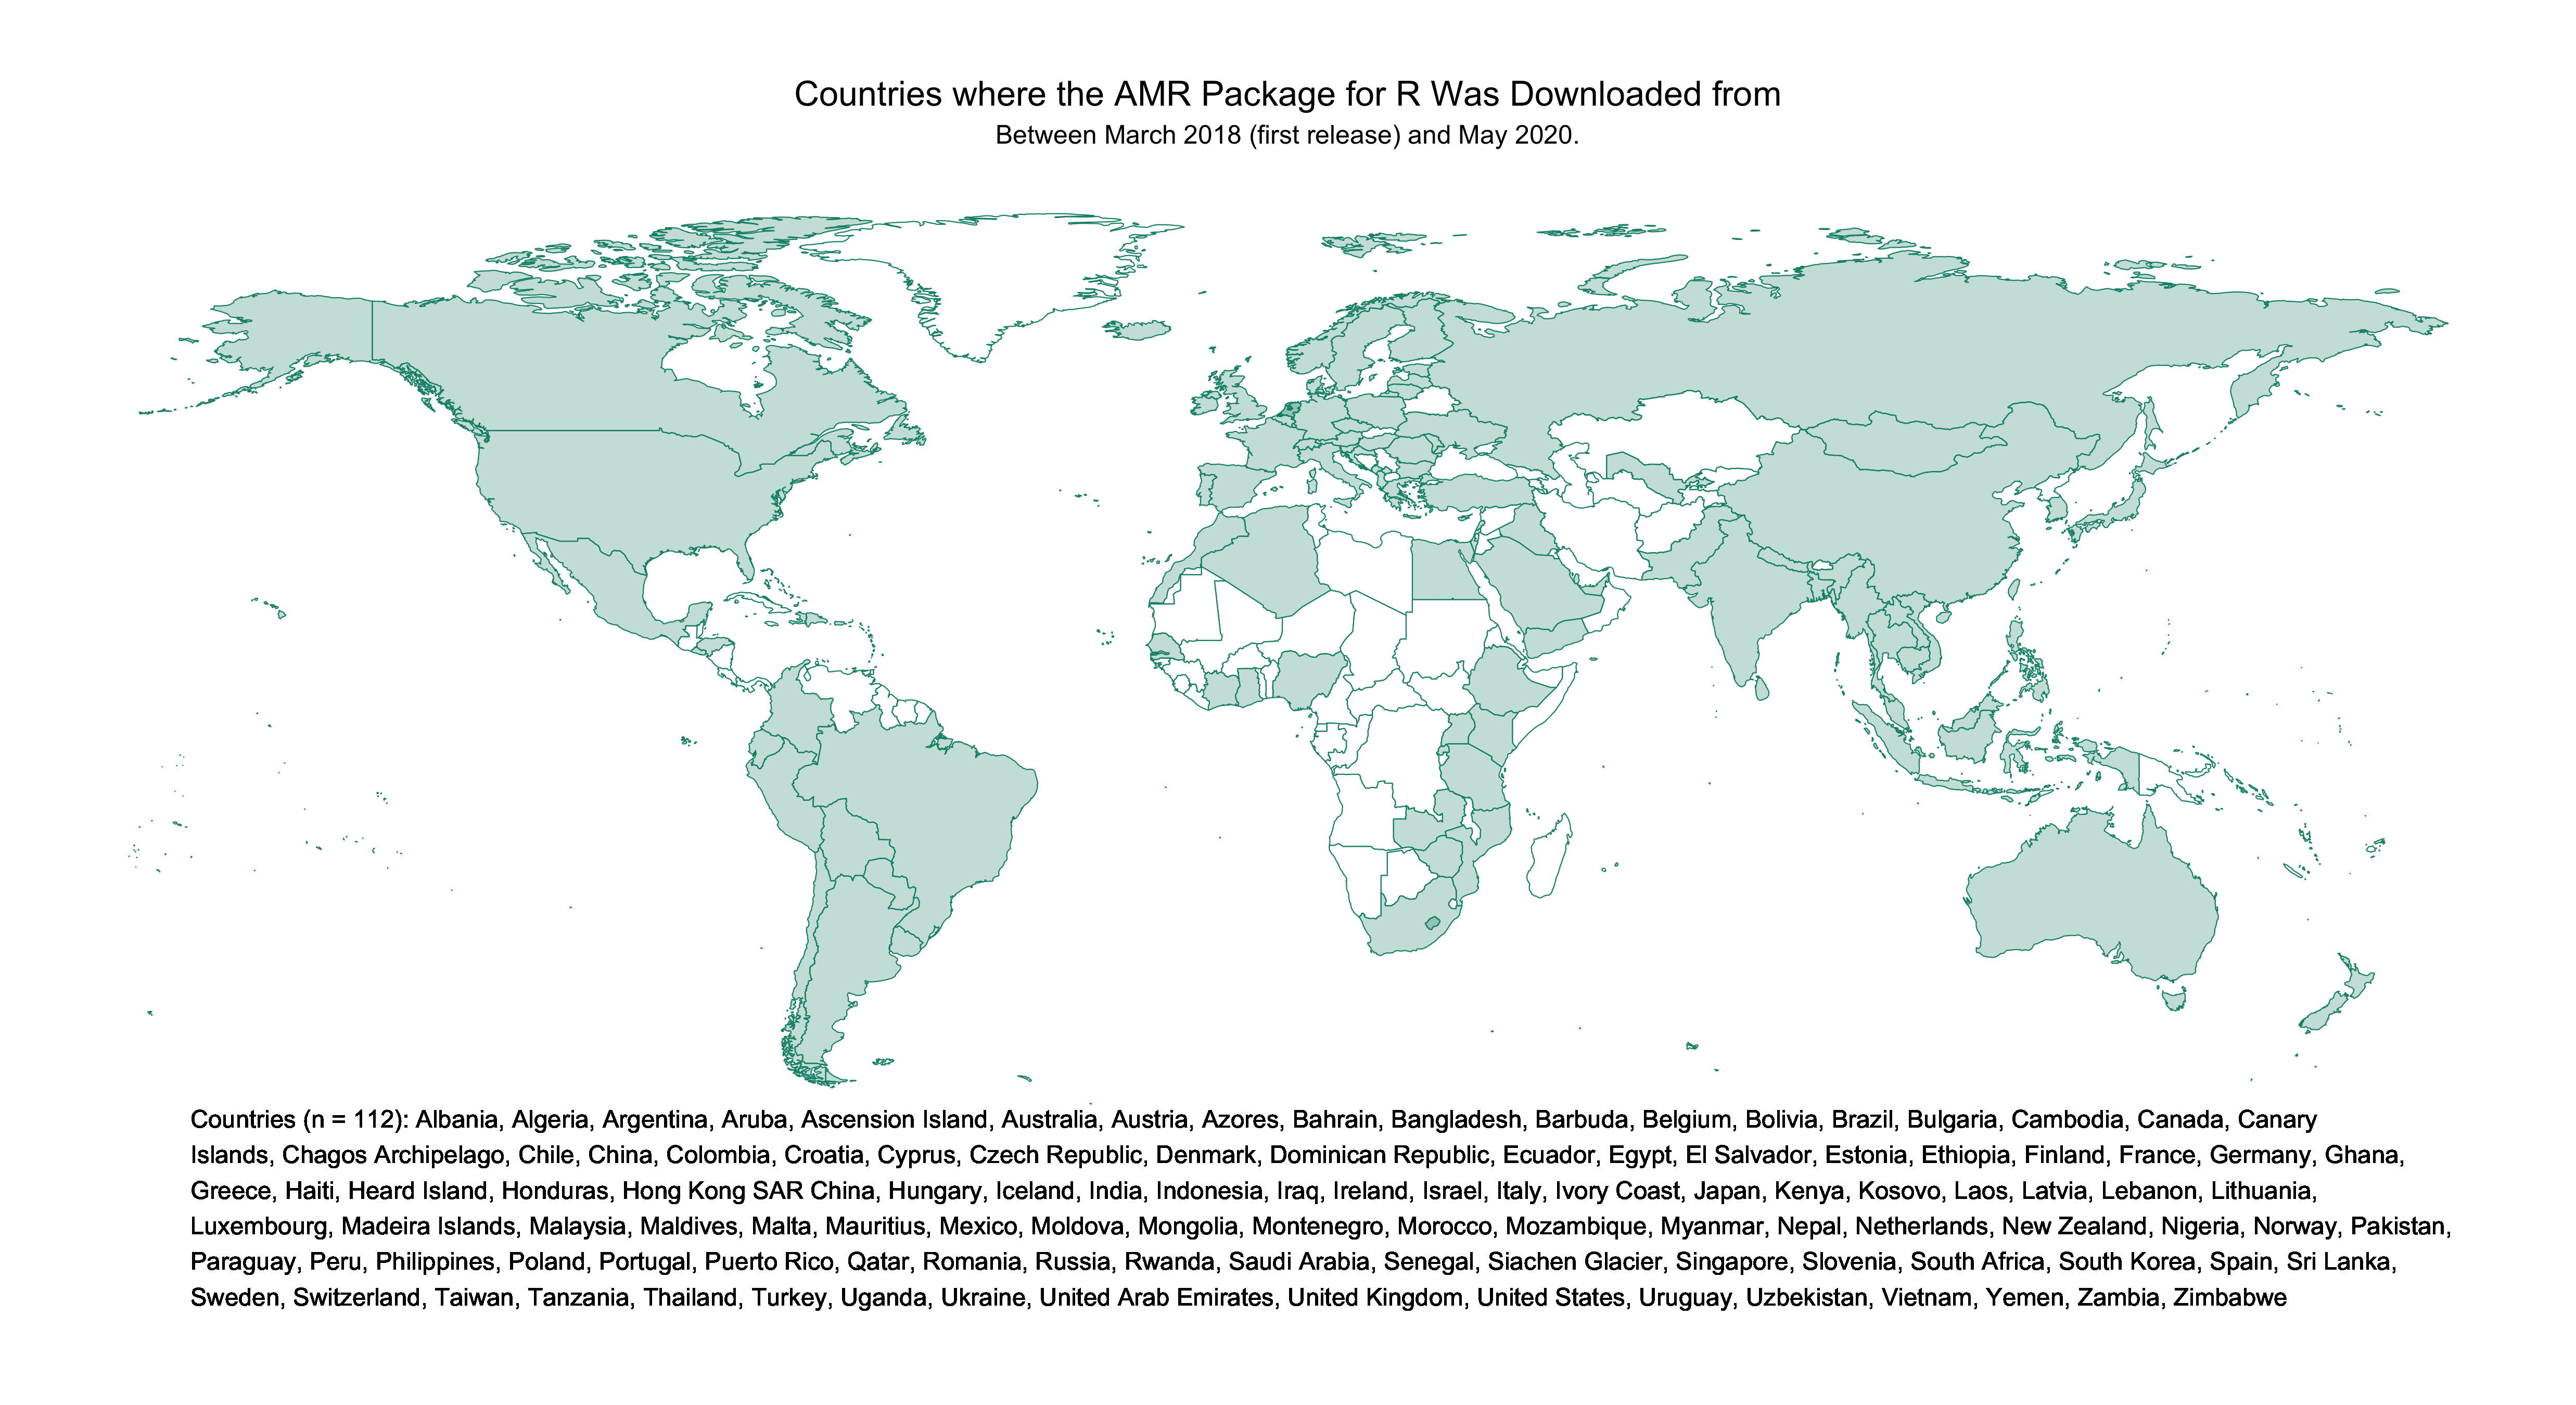 Countries where the AMR Package for R Was Downloaded from
Between March 2018 (first release) and May 2020.
Countries (n = 112): Albania, Algeria, Argentina, Aruba, Ascension Island, Australia, Austria, Azores, Bahrain, Bangladesh, Barbuda, Belgium, Bolivia, Brazil, Bulgaria, Cambodia, Canada, Canary
Islands, Chagos Archipelago, Chile, China, Colombia, Croatia, Cyprus, Czech Republic, Denmark, Dominican Republic, Ecuador, Egypt, El Salvador, Estonia, Ethiopia, Finland, France, Germany, Ghana,
Greece, Haiti, Heard Island, Honduras, Hong Kong SAR China, Hungary, Iceland, India, Indonesia, Iraq, Ireland, Israel, Italy, Ivory Coast, Japan, Kenya, Kosovo, Laos, Latvia, Lebanon, Lithuania,
Luxembourg, Madeira Islands, Malaysia, Maldives, Malta, Mauritius, Mexico, Moldova, Mongolia, Montenegro, Morocco, Mozambique, Myanmar, Nepal, Netherlands, New Zealand, Nigeria, Norway, Pakistan,
Paraguay, Peru, Philippines, Poland, Portugal, Puerto Rico, Qatar, Romania, Russia, Rwanda, Saudi Arabia, Senegal, Siachen Glacier, Singapore, Slovenia, South Africa, South Korea, Spain, Sri Lanka,
Sweden, Switzerland, Taiwan, Tanzania, Thailand, Turkey, Uganda, Ukraine, United Arab Emirates, United Kingdom, United States, Uruguay, Uzbekistan, Vietnam, Yemen, Zambia, Zimbabwe